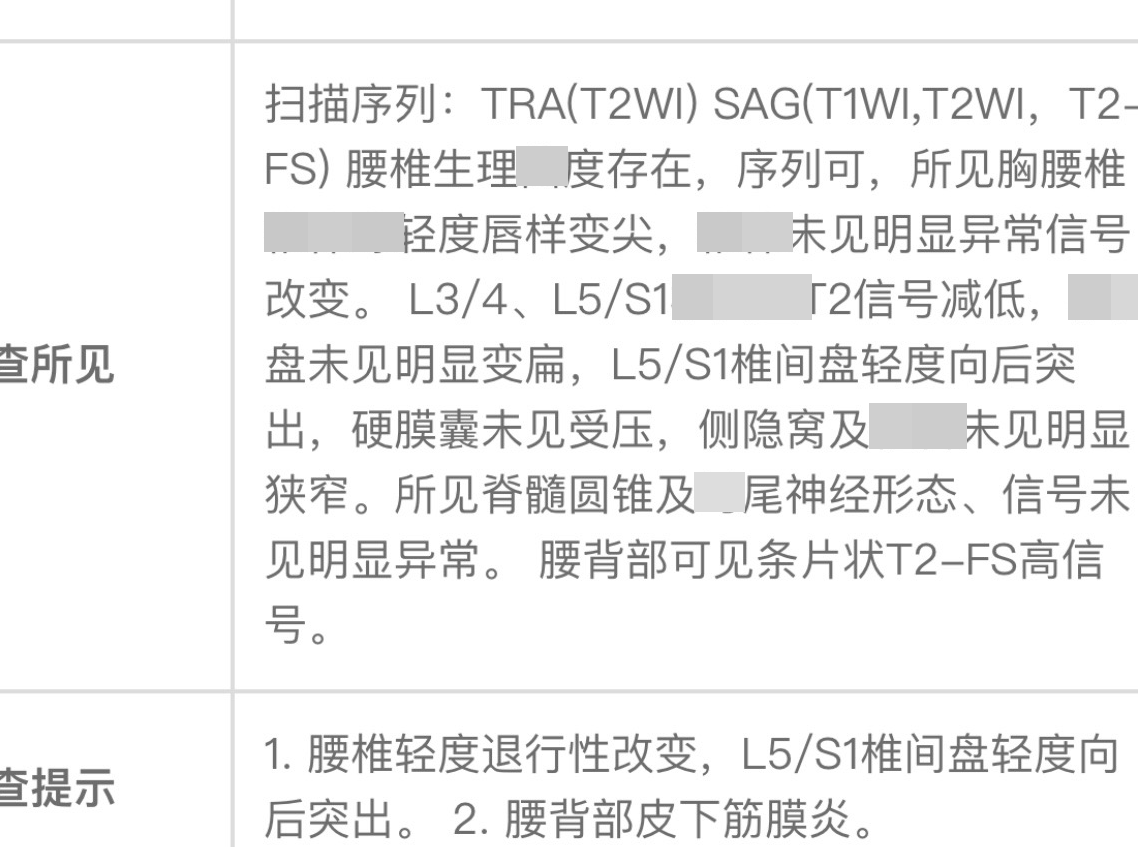 扫描序列：TRA(T2WI) SAG(T1WI,T2WI，T2-
FS) 腰椎生理度存在，序列可，所见胸腰椎
轻度唇样变尖，未见明显异常信号
改变。 L3/4、L5/S1T2信号减低，
查所见
盘未见明显变扁，L5/S1椎间盘轻度向后突
出，硬膜囊未见受压，侧隐窝及未见明显
狭窄。所见脊髓圆锥及尾神经形态、信号未
见明显异常。 腰背部可见条片状T2-FS高信
号。
1. 腰椎轻度退行性改变，L5/S1椎间盘轻度向
查提示
后突出。 2. 腰背部皮下筋膜炎。